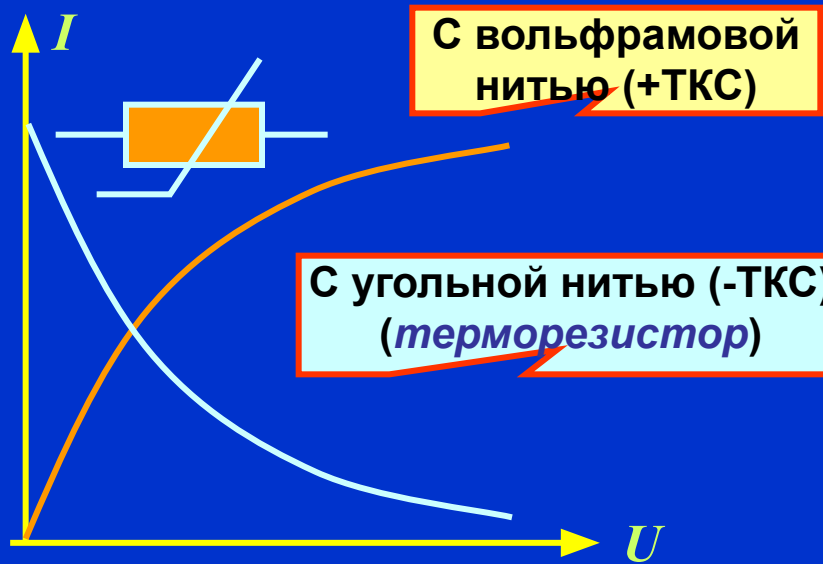 I
С вольфрамовой
нитью (+ТКС)
С угольной нитью (-ТКС)
(терморезистор)
U